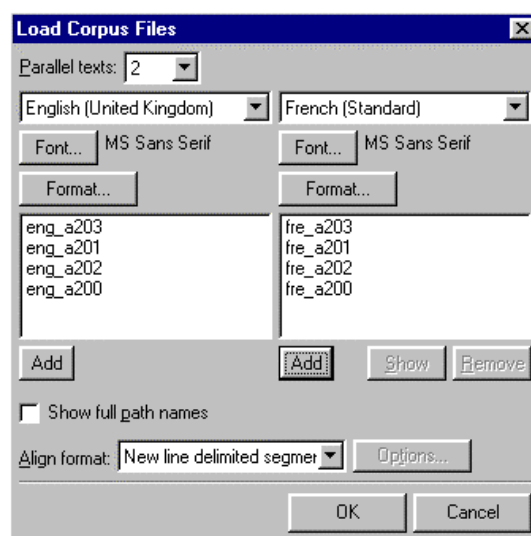 Load Corpus Files
Parallel texts: 2
English (United Kingdom) French (Standard)
Font... MS Sans Serif Font... MS Sans Serif
Format... Format...
eng_a203 fre_a203
eng_a201 fre_a201
eng_a202 fre_a202
eng_a200 fre_a200
Add Add Show Remove
Show full path names
Align format: New line delimited segmer Options...
OK Cancel